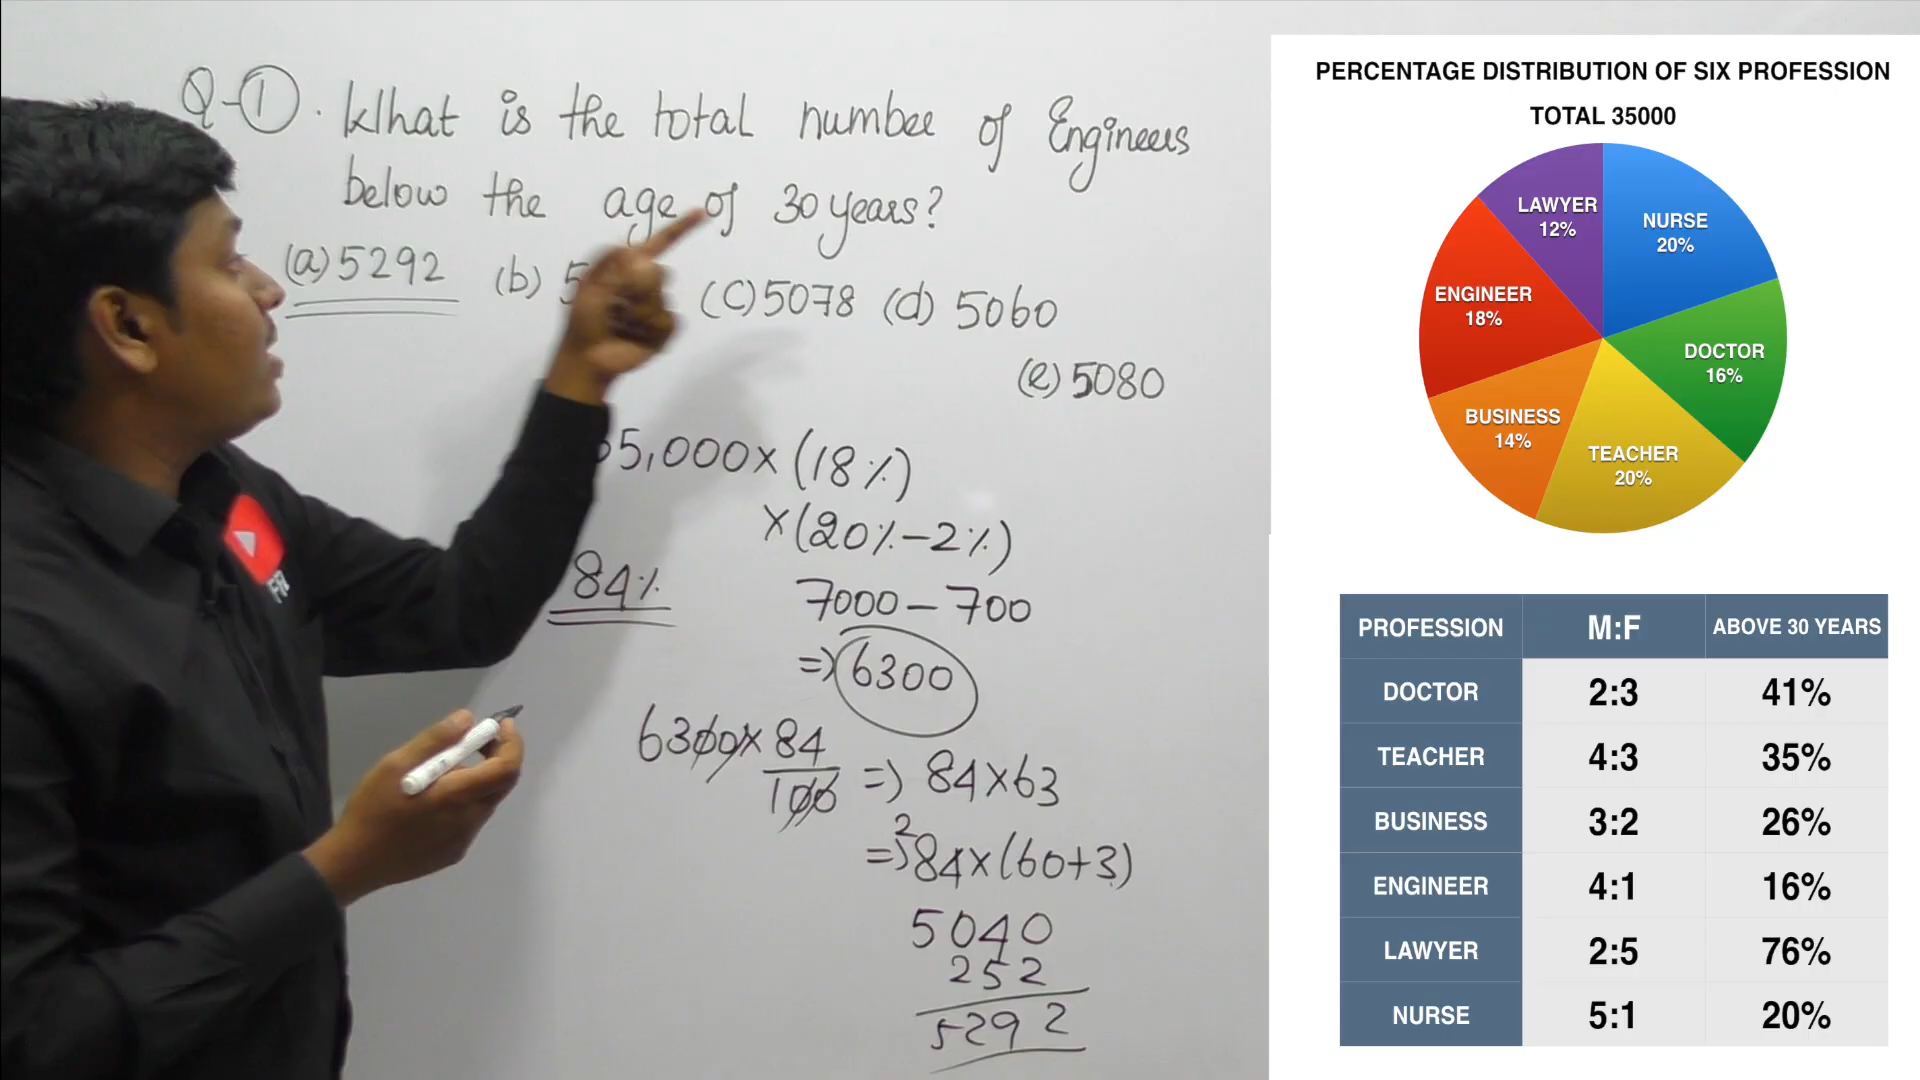 Q-① . What is the total number of Engineers
below the age of 30 years?
(a) 5292 (b) (c) 5078 (d) 5060
(e) 5080
5,000 × (18%)
× (20% - 2%)
84%
7000 - 700
⇒ 6300
6300 × 84
100
⇒ 84 × 63
2
⇒ 84 × (60+3)
5040
252
5292
PERCENTAGE DISTRIBUTION OF SIX PROFESSION
TOTAL 35000
LAWYER
12%
NURSE
20%
ENGINEER
18%
DOCTOR
16%
BUSINESS
14%
TEACHER
20%
PROFESSION M:F ABOVE 30 YEARS
DOCTOR 2:3 41%
TEACHER 4:3 35%
BUSINESS 3:2 26%
ENGINEER 4:1 16%
LAWYER 2:5 76%
NURSE 5:1 20%